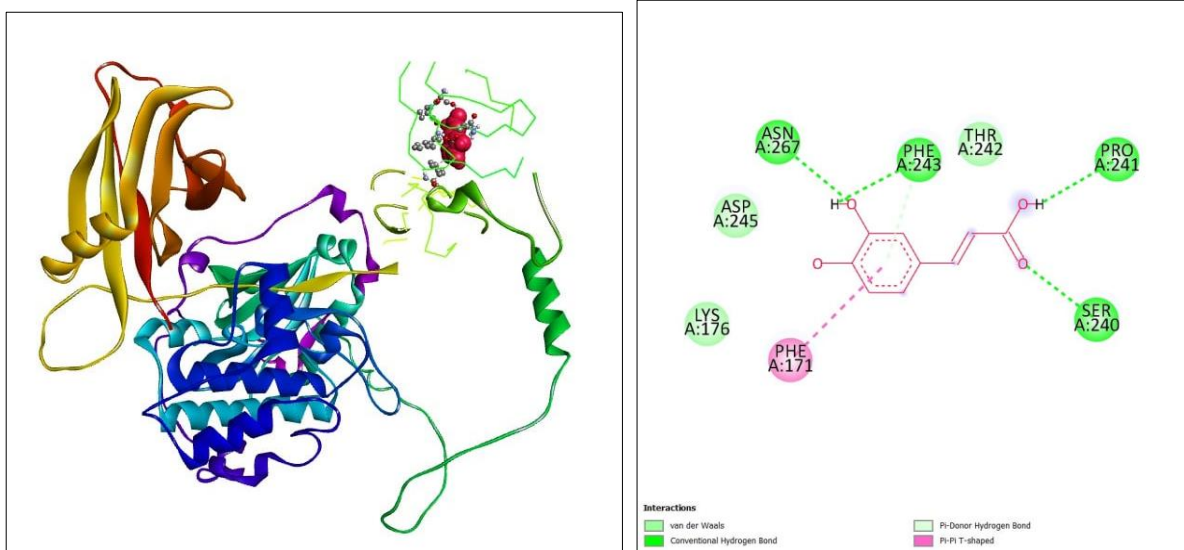 ASN
A:267
PHE
A:243
THR
A:242
PRO
A:241
ASP
A:245
H
O
O
H
O
O
LYS
A:176
PHE
A:171
SER
A:240
Interactions
van der Waals
Conventional Hydrogen Bond
Pi-Donor Hydrogen Bond
Pi-Pi T-shaped